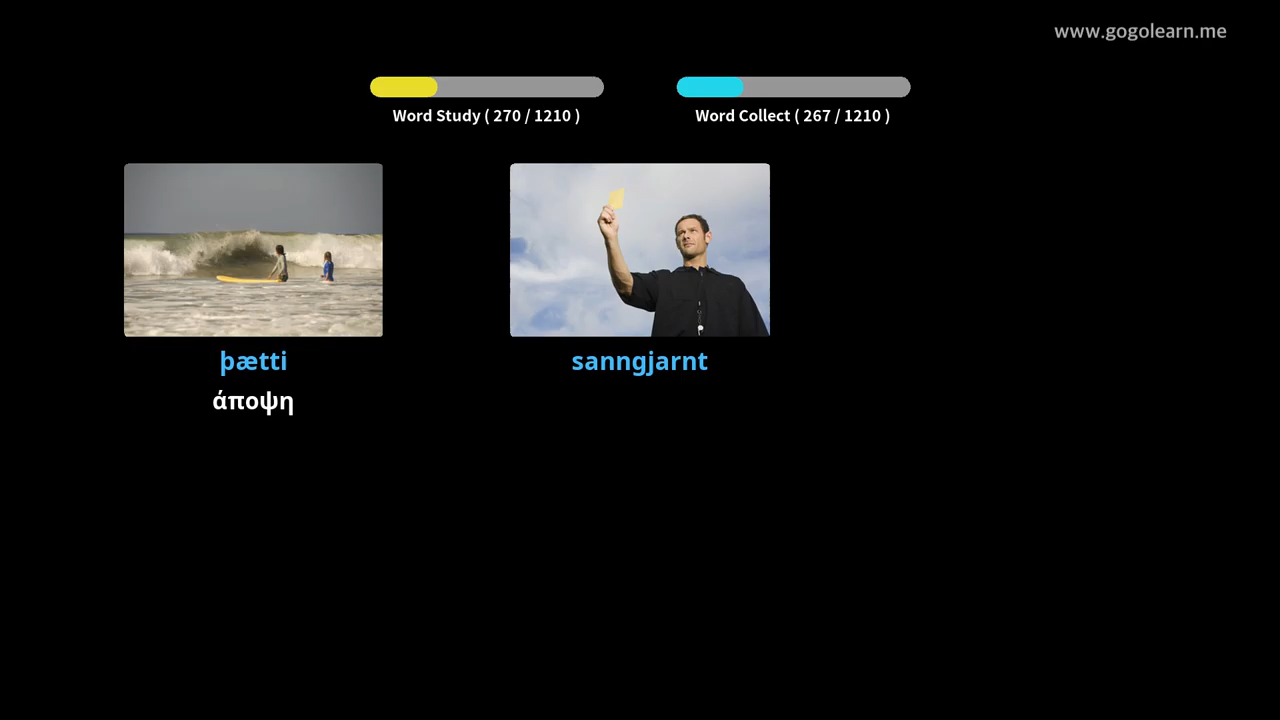 www.gogolearn.me
Word Study ( 270 / 1210 )
Word Collect ( 267 / 1210 )
þætti
sanngjarnt
άποψη